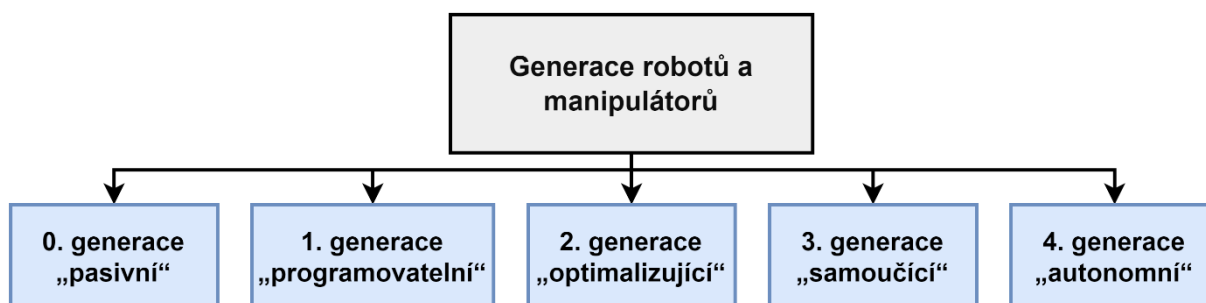 Generace robotů a
manipulátorů
0. generace
„pasivní“
1. generace
„programovatelní“
2. generace
„optimalizující“
3. generace
„samoučící“
4. generace
„autonomní“